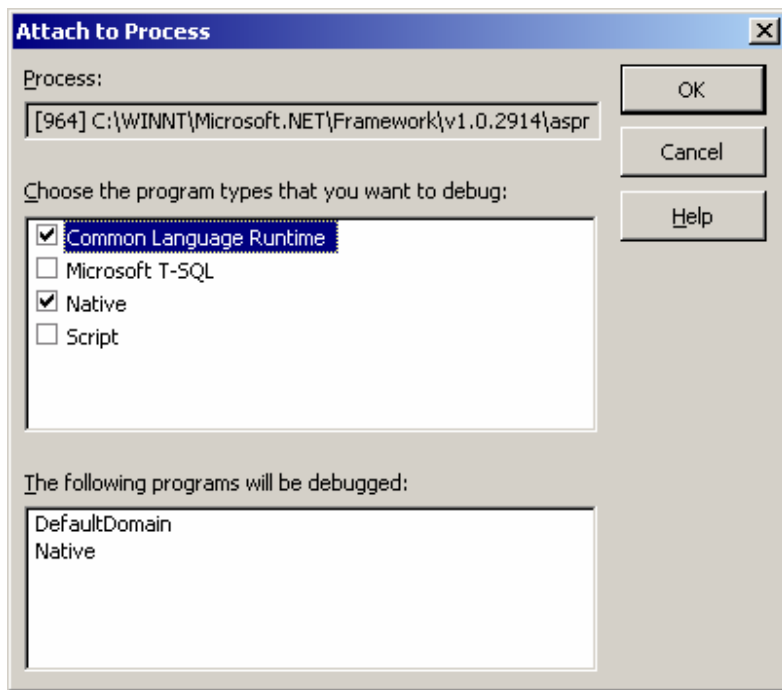 Attach to Process
Process:
[964] C:\WINNT\Microsoft.NET\Framework\v1.0.2914\aspr
Choose the program types that you want to debug:
Common Language Runtime
Microsoft T-SQL
Native
Script
The following programs will be debugged:
DefaultDomain
Native
OK
Cancel
Help